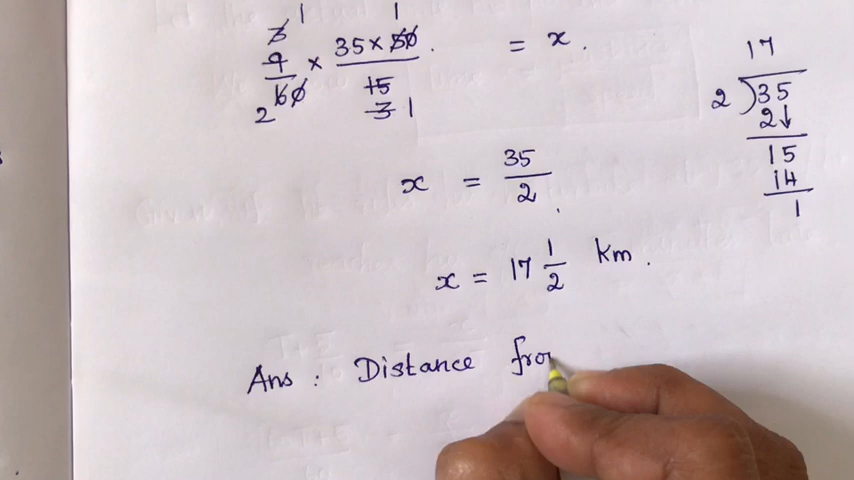 3 1 1
9/60 × 35 × 50/15 = x.
2 3 1
x = 35/2.
x = 17 1/2 km.
Ans : Distance fro
17
2 ) 35
2↓
15
14
1